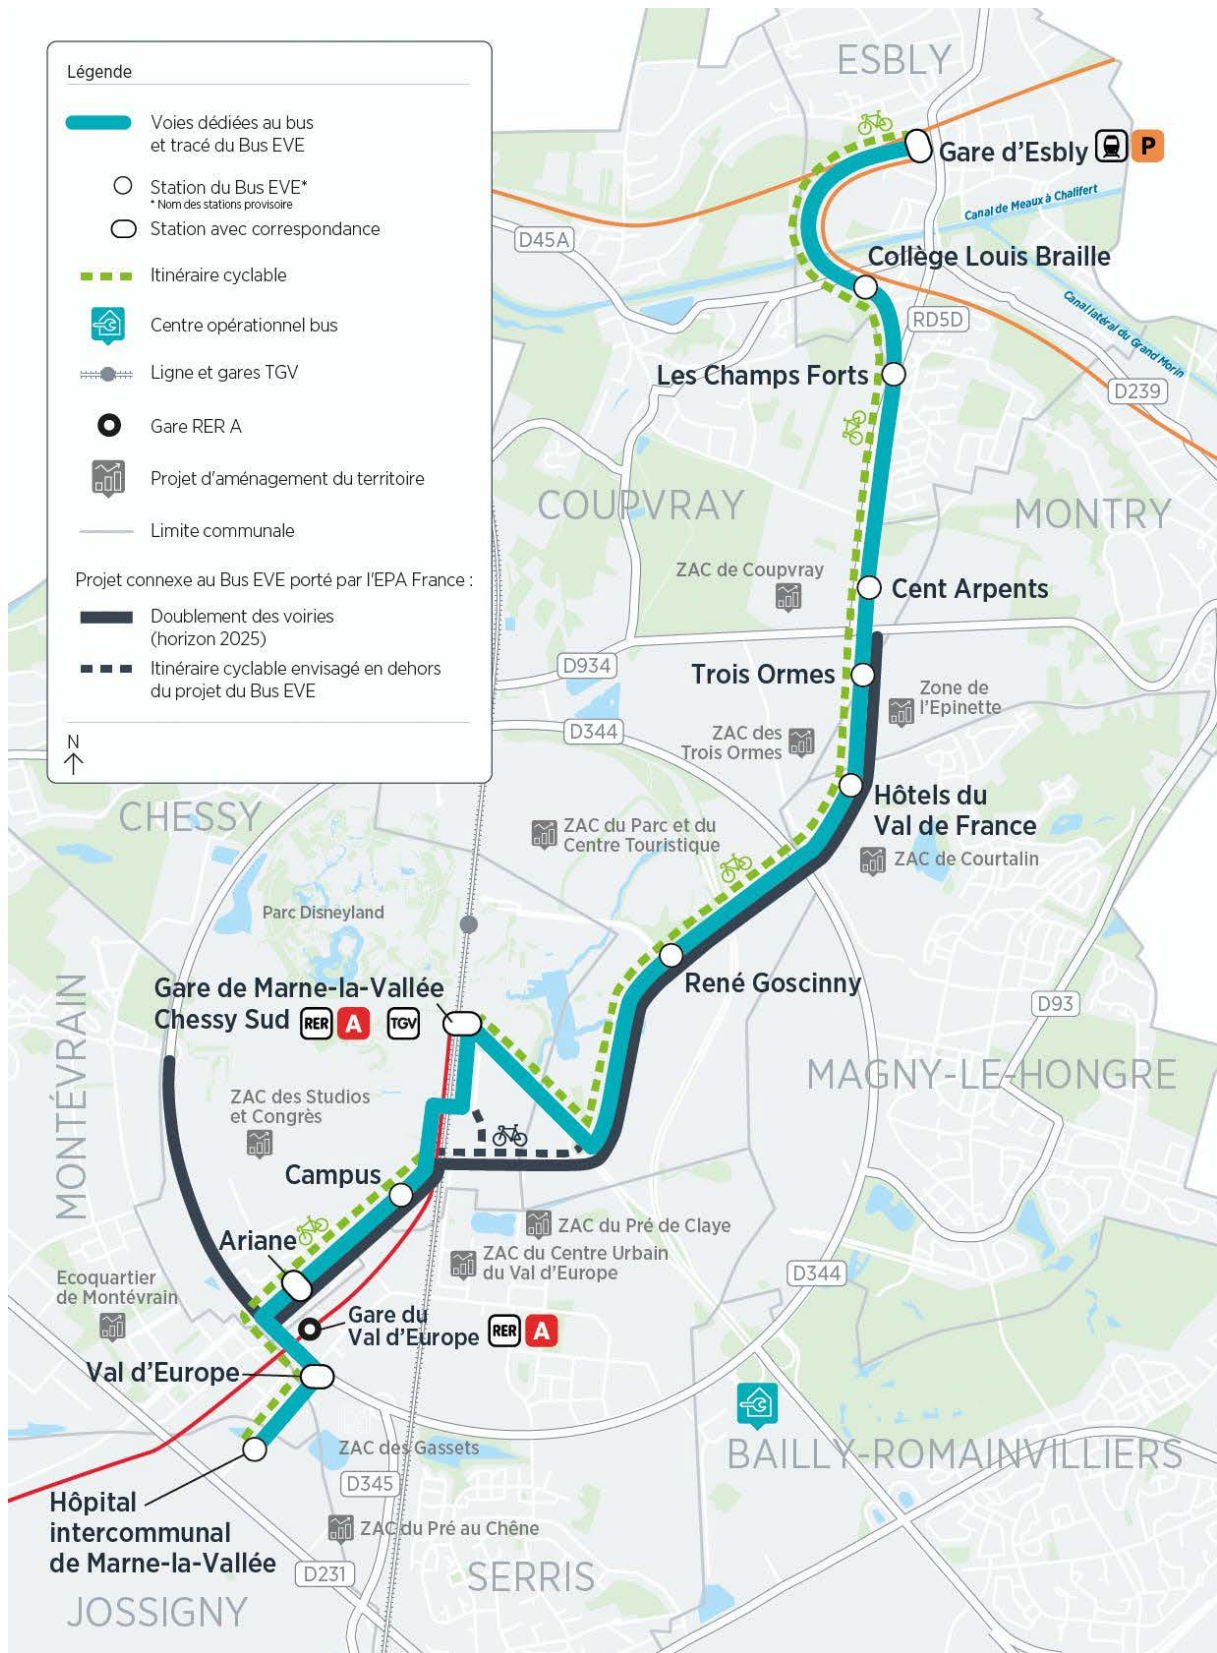 Légende
Voies dédiées au bus
et tracé du Bus EVE
Station du Bus EVE*
* Nom des stations provisoire
Station avec correspondance
Itinéraire cyclable
Centre opérationnel bus
Ligne et gares TGV
Gare RER A
Projet d'aménagement du territoire
Limite communale
Projet connexe au Bus EVE porté par l'EPA France :
Doublement des voiries
(horizon 2025)
Itinéraire cyclable envisagé en dehors
du projet du Bus EVE
N
ESBLY
Gare d'Esbly P
Canal de Meaux à Chalifert
D45A
Collège Louis Braille
Canal latéral du Grand Morin
RD5D
Les Champs Forts
D239
COUPVRAY
MONTRY
ZAC de Coupvray
Cent Arpents
D934
Trois Ormes
Zone de
l'Epinette
D344
ZAC des
Trois Ormes
Hôtels du
Val de France
CHESSY
ZAC du Parc et du
Centre Touristique
ZAC de Courtalin
Parc Disneyland
René Goscinny
Gare de Marne-la-Vallée
Chessy Sud RER A TGV
D93
MONTÉVRAIN
MAGNY-LE-HONGRE
ZAC des Studios
et Congrès
Campus
ZAC du Pré de Claye
Ariane
ZAC du Centre Urbain
du Val d'Europe
D344
Ecoquartier
de Montévrain
Gare du
Val d'Europe RER A
Val d'Europe
ZAC des Gassets
BAILLY-ROMAINVILLIERS
D345
Hôpital
intercommunal
de Marne-la-Vallée
ZAC du Pré au Chêne
D231
SERRIS
JOSSIGNY